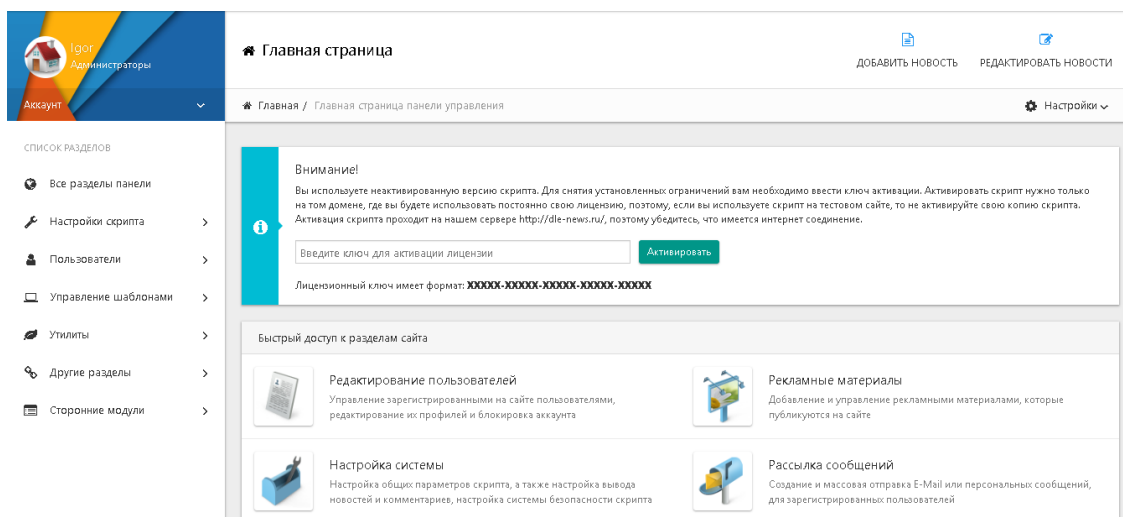 Igor
Администраторы
Аккаунт
СПИСОК РАЗДЕЛОВ
Все разделы панели
Настройки скрипта
Пользователи
Управление шаблонами
Утилиты
Другие разделы
Сторонние модули
Главная страница
ДОБАВИТЬ НОВОСТЬ
РЕДАКТИРОВАТЬ НОВОСТИ
Главная / Главная страница панели управления
Настройки
Внимание!
Вы используете неактивированную версию скрипта. Для снятия установленных ограничений вам необходимо ввести ключ активации. Активировать скрипт нужно только
на том домене, где вы будете использовать постоянно свою лицензию, поэтому, если вы используете скрипт на тестовом сайте, то не активируйте свою копию скрипта.
Активация скрипта проходит на нашем сервере http://dle-news.ru/, поэтому убедитесь, что имеется интернет соединение.
Введите ключ для активации лицензии
Активировать
Лицензионный ключ имеет формат: XXXXX-XXXXX-XXXXX-XXXXX-XXXXX
Быстрый доступ к разделам сайта
Редактирование пользователей
Управление зарегистрированными на сайте пользователями,
редактирование их профилей и блокировка аккаунта
Рекламные материалы
Добавление и управление рекламными материалами, которые
публикуются на сайте
Настройка системы
Настройка общих параметров скрипта, а также настройка вывода
новостей и комментариев, настройка системы безопасности скрипта
Рассылка сообщений
Создание и массовая отправка E-Mail или персональных сообщений,
для зарегистрированных пользователей